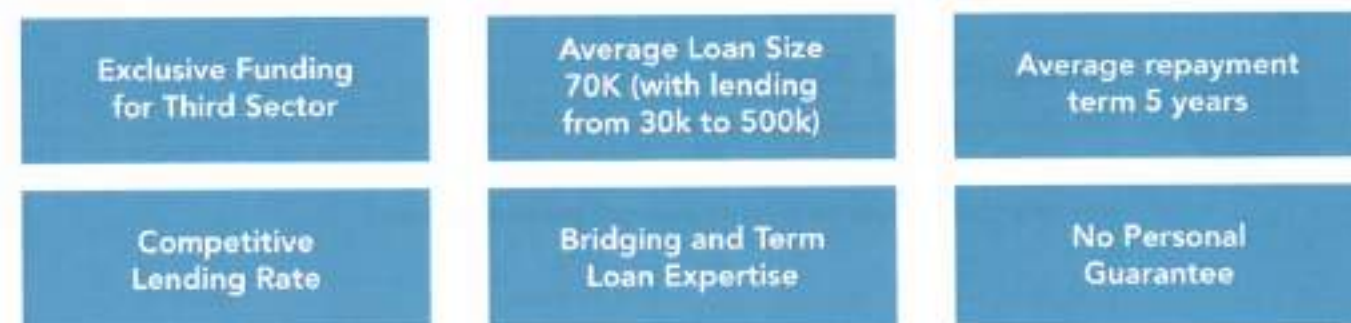 Exclusive Funding
for Third Sector
Average Loan Size
70K (with lending
from 30k to 500k)
Average repayment
term 5 years
Competitive
Lending Rate
Bridging and Term
Loan Expertise
No Personal
Guarantee